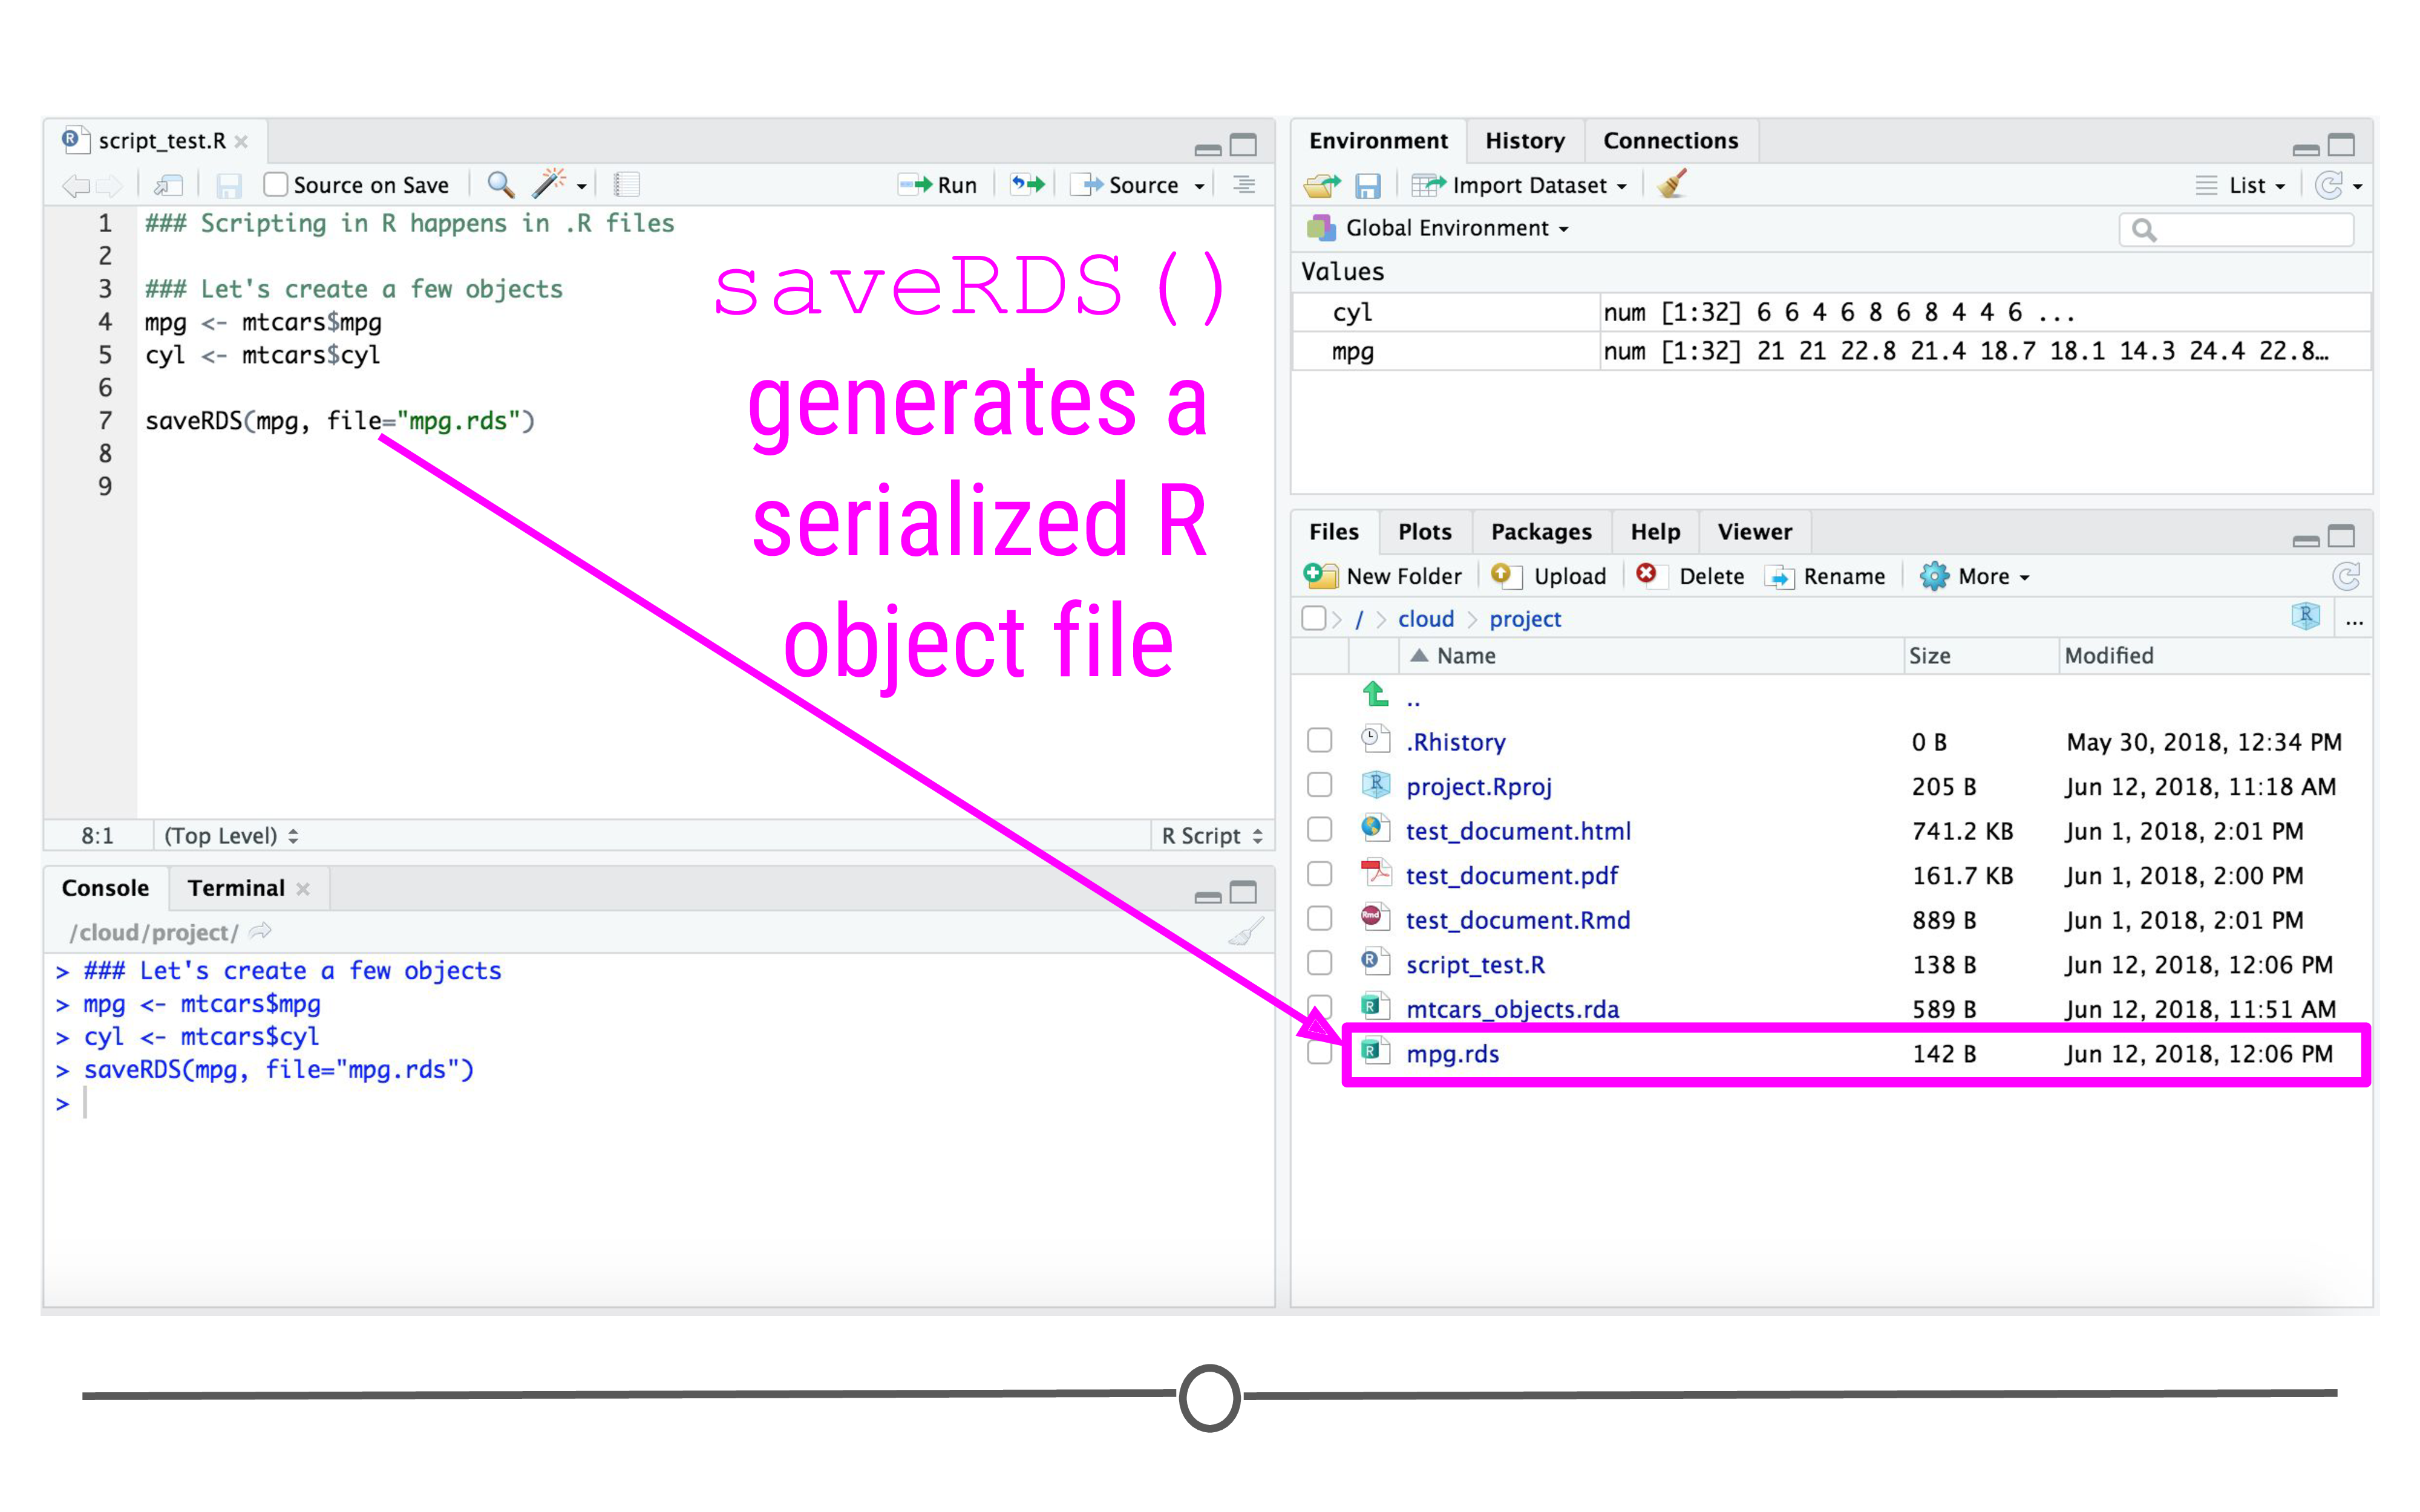 script_test.R
Source on Save
Run
Source
1 ### Scripting in R happens in .R files
2
3 ### Let's create a few objects
4 mpg <- mtcars$mpg
5 cyl <- mtcars$cyl
6
7 saveRDS(mpg, file="mpg.rds")
8
9
saveRDS()
generates a
serialized R
object file
8:1 (Top Level) R Script
Console Terminal
/cloud/project/
> ### Let's create a few objects
> mpg <- mtcars$mpg
> cyl <- mtcars$cyl
> saveRDS(mpg, file="mpg.rds")
>
Environment History Connections
Import Dataset List
Global Environment
Values
cyl num [1:32] 6 6 4 6 8 6 8 4 4 6 ...
mpg num [1:32] 21 21 22.8 21.4 18.7 18.1 14.3 24.4 22.8…
Files Plots Packages Help Viewer
New Folder Upload Delete Rename More
/ > cloud > project ...
Name Size Modified
..
.Rhistory 0 B May 30, 2018, 12:34 PM
project.Rproj 205 B Jun 12, 2018, 11:18 AM
test_document.html 741.2 KB Jun 1, 2018, 2:01 PM
test_document.pdf 161.7 KB Jun 1, 2018, 2:00 PM
test_document.Rmd 889 B Jun 1, 2018, 2:01 PM
script_test.R 138 B Jun 12, 2018, 12:06 PM
mtcars_objects.rda 589 B Jun 12, 2018, 11:51 AM
mpg.rds 142 B Jun 12, 2018, 12:06 PM